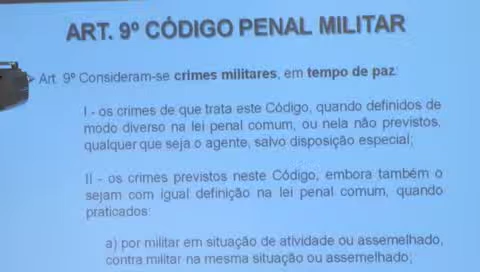 ART. 9º CÓDIGO PENAL MILITAR
Art. 9º Consideram-se crimes militares, em tempo de paz:
I - os crimes de que trata este Código, quando definidos de
modo diverso na lei penal comum, ou nela não previstos,
qualquer que seja o agente, salvo disposição especial;
II - os crimes previstos neste Código, embora também o
sejam com igual definição na lei penal comum, quando
praticados:
a) por militar em situação de atividade ou assemelhado,
contra militar na mesma situação ou assemelhado;